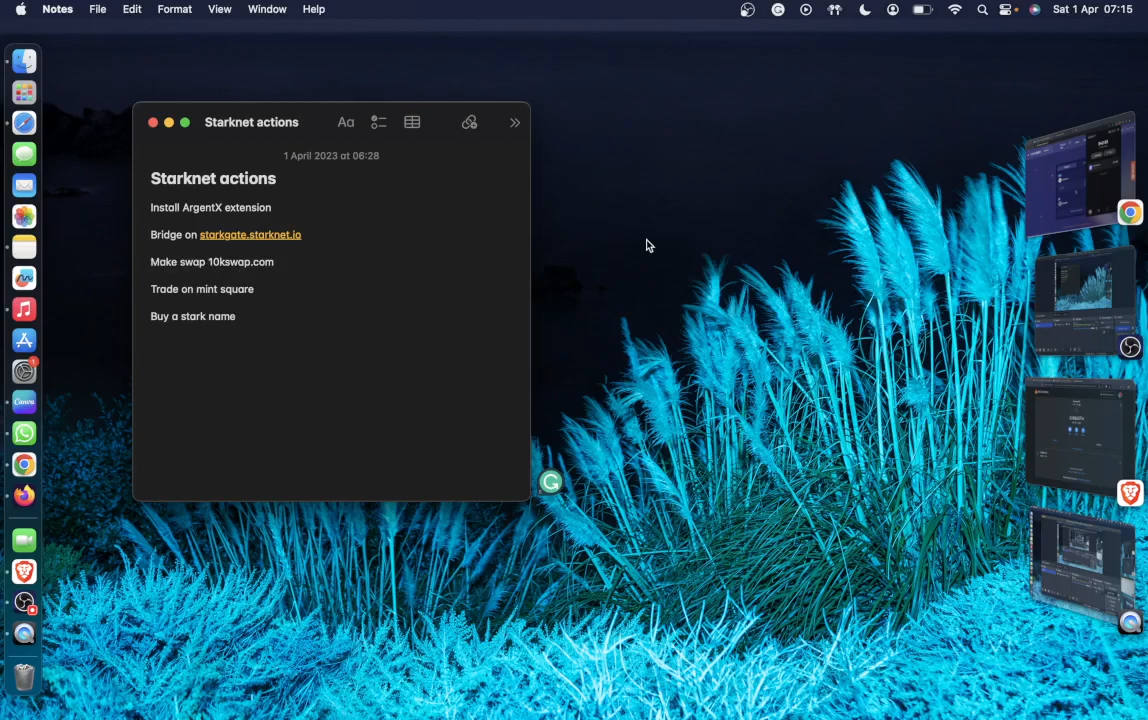 Notes File Edit Format View Window Help Sat 1 Apr 07:15
Starknet actions
Aa
1 April 2023 at 06:28
Starknet actions
Install ArgentX extension
Bridge on starkgate.starknet.io
Make swap 10kswap.com
Trade on mint square
Buy a stark name
1
Canva